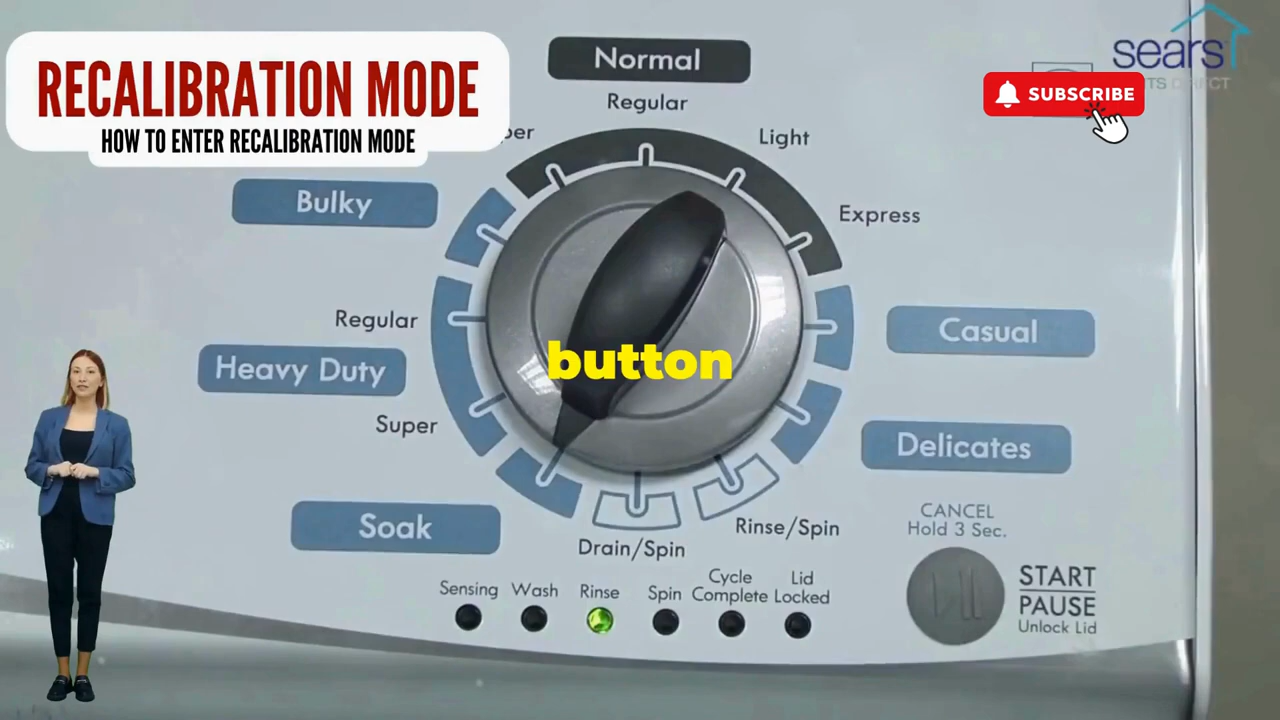 RECALIBRATION MODE
HOW TO ENTER RECALIBRATION MODE
sears
SUBSCRIBE
Normal
Regular
Light
Express
Bulky
Regular
Heavy Duty
Super
Soak
Casual
Delicates
Rinse/Spin
Drain/Spin
button
CANCEL
Hold 3 Sec.
START
PAUSE
Unlock Lid
Sensing
Wash
Rinse
Spin
Cycle
Complete
Lid
Locked